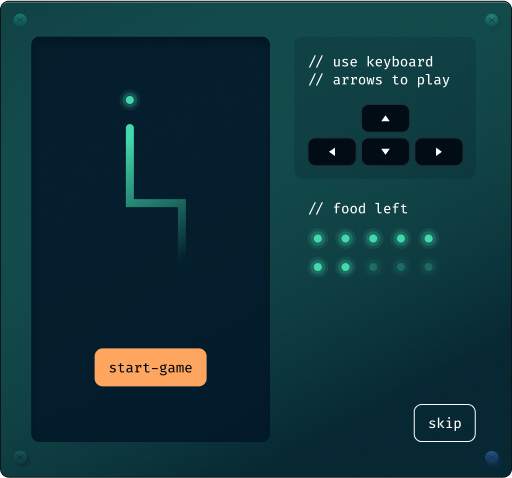 // use keyboard
// arrows to play
// food left
start-game
skip